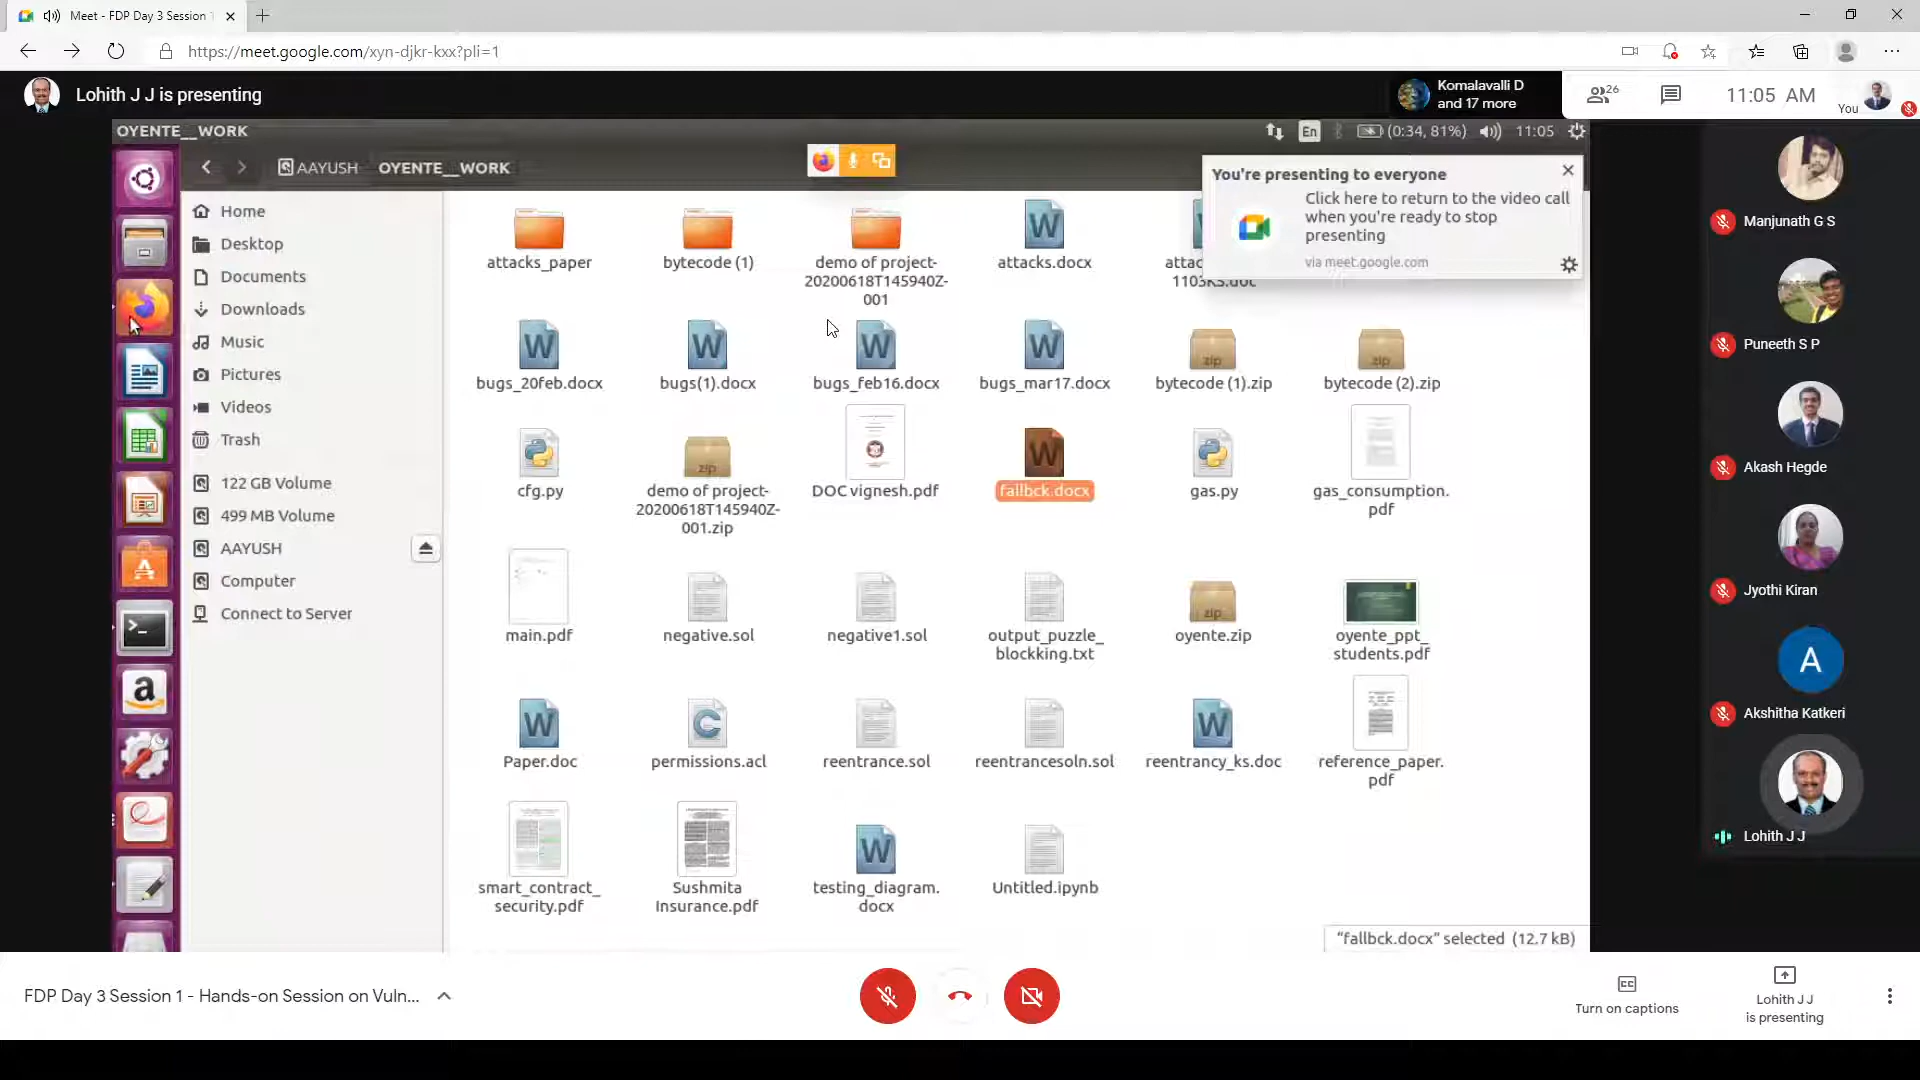 Meet - FDP Day 3 Session
https://meet.google.com/xyn-djkr-kxx?pli=1
Lohith J J is presenting
Komalavalli D
and 17 more
26
11:05 AM
You
OYENTE__WORK
En
(0:34, 81%)
11:05
AAYUSH
OYENTE__WORK
You're presenting to everyone
Click here to return to the video call
when you're ready to stop
presenting
via meet.google.com
Home
Desktop
Documents
Downloads
Music
Pictures
Videos
Trash
122 GB Volume
499 MB Volume
AAYUSH
Computer
Connect to Server
attacks_paper
bytecode (1)
demo of project-
20200618T145940Z-
001
attacks.docx
1103KS.doc
bugs_20feb.docx
bugs(1).docx
bugs_feb16.docx
bugs_mar17.docx
bytecode (1).zip
bytecode (2).zip
cfg.py
demo of project-
20200618T145940Z-
001.zip
DOC vignesh.pdf
fallbck.docx
gas.py
gas_consumption.
pdf
main.pdf
negative.sol
negative1.sol
output_puzzle_
blockking.txt
oyente.zip
oyente_ppt_
students.pdf
Paper.doc
permissions.acl
reentrance.sol
reentrancesoln.sol
reentrancy_ks.doc
reference_paper.
pdf
smart_contract_
security.pdf
Sushmita
Insurance.pdf
testing_diagram.
docx
Untitled.ipynb
"fallbck.docx" selected (12.7 kB)
Manjunath G S
Puneeth S P
Akash Hegde
Jyothi Kiran
A
Akshitha Katkeri
Lohith J J
FDP Day 3 Session 1 - Hands-on Session on Vuln...
Turn on captions
Lohith J J
is presenting